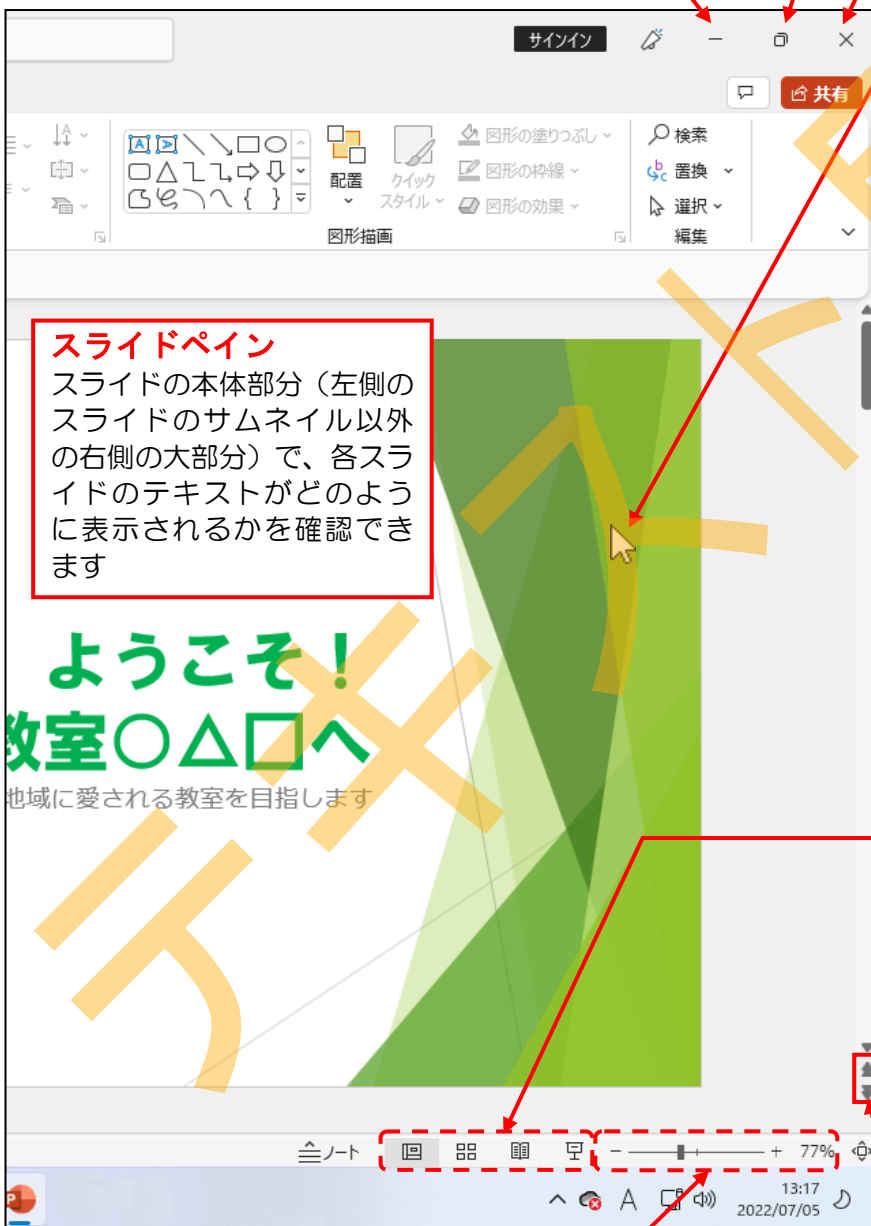 サインイン
共有
検索
置換
選択
編集
配置
クイック
スタイル
図形の塗りつぶし
図形の枠線
図形の効果
図形描画
スライドペイン
スライドの本体部分（左側の
スライドのサムネイル以外
の右側の大部分）で、各スラ
イドのテキストがどのよう
に表示されるかを確認でき
ます
ようこそ！
教室〇△□へ
地域に愛される教室を目指します
テキスト
ノート
77%
A
13:17
2022/07/05